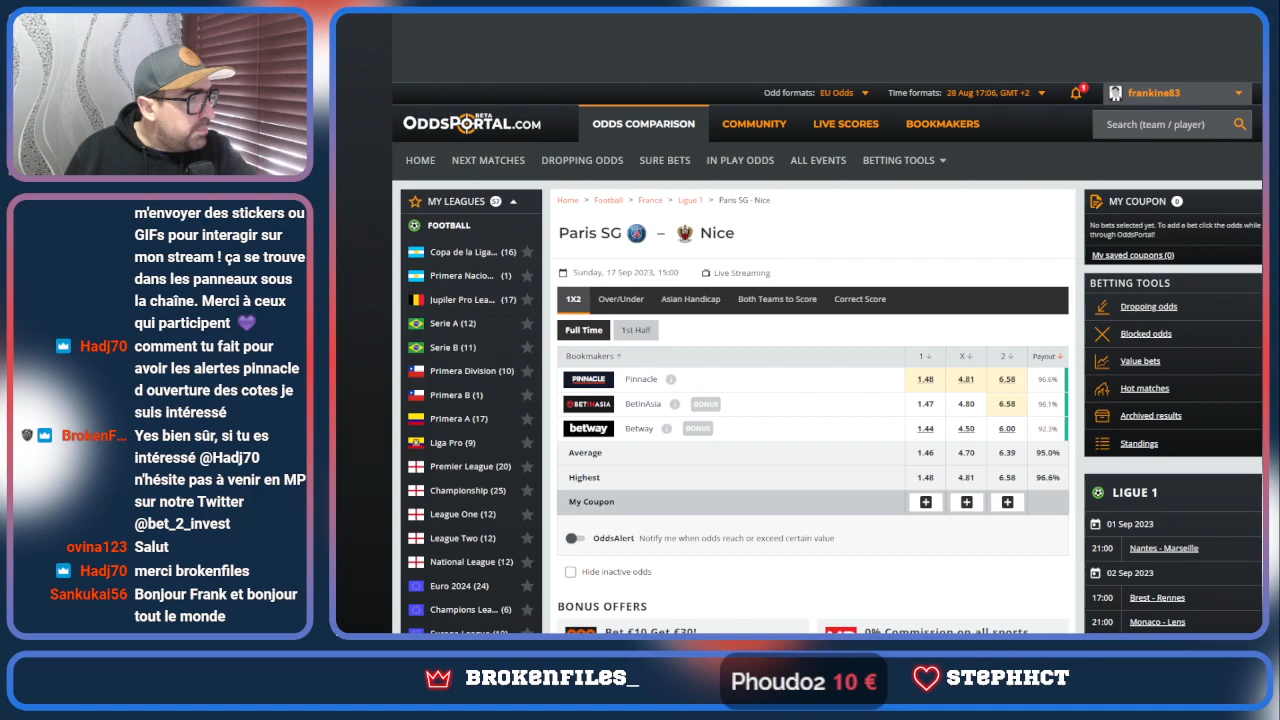 m'envoyer des stickers ou
GIFs pour interagir sur
mon stream ! ça se trouve
dans les panneaux sous
la chaîne. Merci à ceux
qui participent
Hadj70 comment tu fait pour
avoir les alertes pinnacle
d ouverture des cotes je
suis intéressé
BrokenF... Yes bien sûr, si tu es
intéressé @Hadj70
n'hésite pas à venir en MP
sur notre Twitter
@bet_2_invest
ovina123 Salut
Hadj70 merci brokenfiles
Sankukai56 Bonjour Frank et bonjour
tout le monde
Odd formats: EU Odds Time formats: 28 Aug 17:06, GMT +2 1 frankine83
BETA
ODDSPORTAL.COM ODDS COMPARISON COMMUNITY LIVE SCORES BOOKMAKERS Search (team / player)
HOME NEXT MATCHES DROPPING ODDS SURE BETS IN PLAY ODDS ALL EVENTS BETTING TOOLS
MY LEAGUES 57
FOOTBALL
Copa de la Liga... (16)
Primera Nacio... (1)
Jupiler Pro Lea... (17)
Serie A (12)
Serie B (11)
Primera Division (10)
Primera B (1)
Primera A (17)
Liga Pro (9)
Premier League (20)
Championship (25)
League One (12)
League Two (12)
National League (12)
Euro 2024 (24)
Champions Lea... (6)
Home > Football > France > Ligue 1 > Paris SG - Nice
Paris SG – Nice
Sunday, 17 Sep 2023, 15:00 Live Streaming
1X2 Over/Under Asian Handicap Both Teams to Score Correct Score
Full Time 1st Half
Bookmakers 1 X 2 Payout
PINNACLE Pinnacle 1.48 4.81 6.58 96.6%
BETINASIA BetInAsia BONUS 1.47 4.80 6.58 96.1%
betway Betway BONUS 1.44 4.50 6.00 92.3%
Average 1.46 4.70 6.39 95.0%
Highest 1.48 4.81 6.58 96.6%
My Coupon
OddsAlert Notify me when odds reach or exceed certain value
Hide inactive odds
BONUS OFFERS
Bet €10 Get €30!
0% Commission on all sports
MY COUPON 0
No bets selected yet. To add a bet click the odds while
through OddsPortal!
My saved coupons (0)
BETTING TOOLS
Dropping odds
Blocked odds
Value bets
Hot matches
Archived results
Standings
LIGUE 1
01 Sep 2023
21:00 Nantes - Marseille
02 Sep 2023
17:00 Brest - Rennes
21:00 Monaco - Lens
BROKENFILES_
Phoudo2 10 €
STEPHHCT